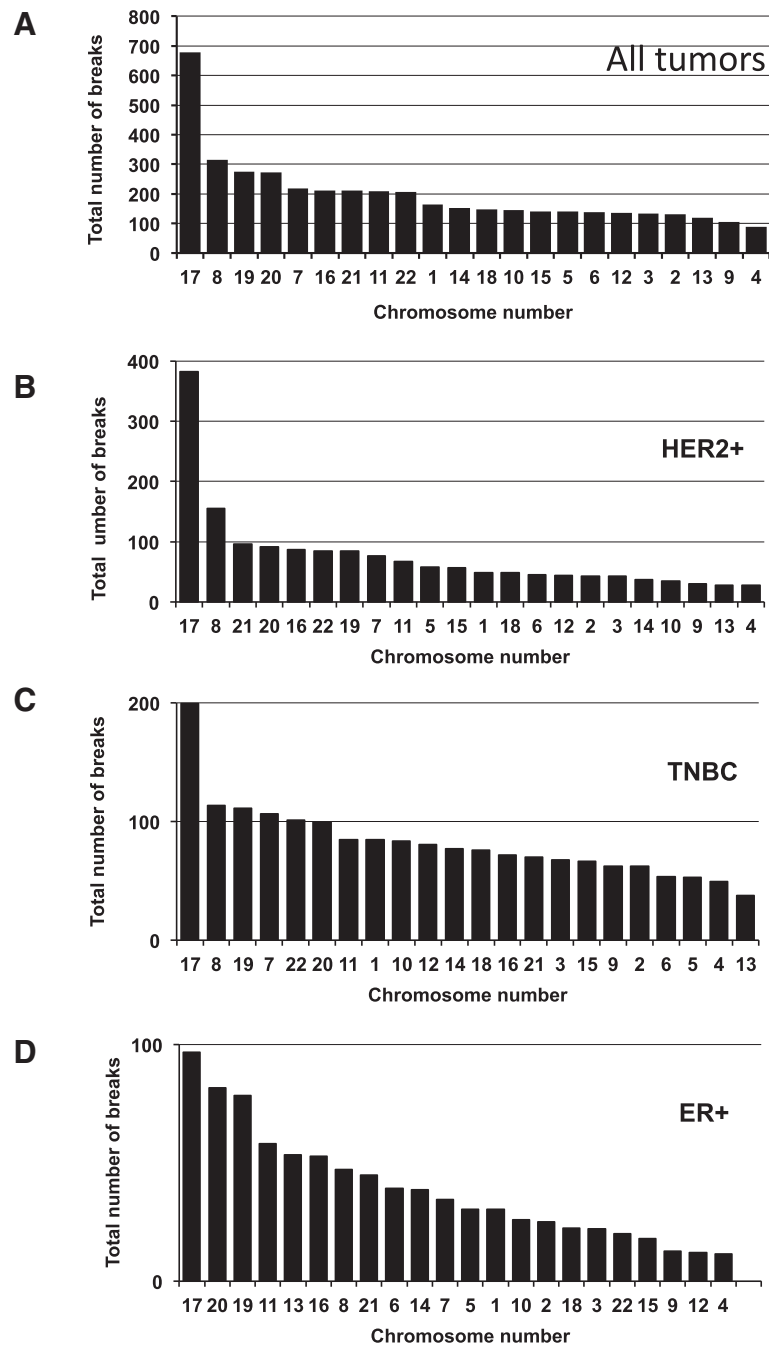 A
800
700
600
500
400
300
200
100
0
Total number of breaks
All tumors
17 8 19 20 7 16 21 11 22 1 14 18 10 15 5 6 12 3 2 13 9 4
Chromosome number
B
400
300
200
100
0
Total umber of breaks
HER2+
17 8 21 20 16 22 19 7 11 5 15 1 18 6 12 2 3 14 10 9 13 4
Chromosome number
C
200
100
0
Total number of breaks
TNBC
17 8 19 7 22 20 11 1 10 12 14 18 16 21 3 15 9 2 6 5 4 13
Chromosome number
D
100
0
Total number of breaks
ER+
17 20 19 11 13 16 8 21 6 14 7 5 1 10 2 18 3 22 15 9 12 4
Chromosome number